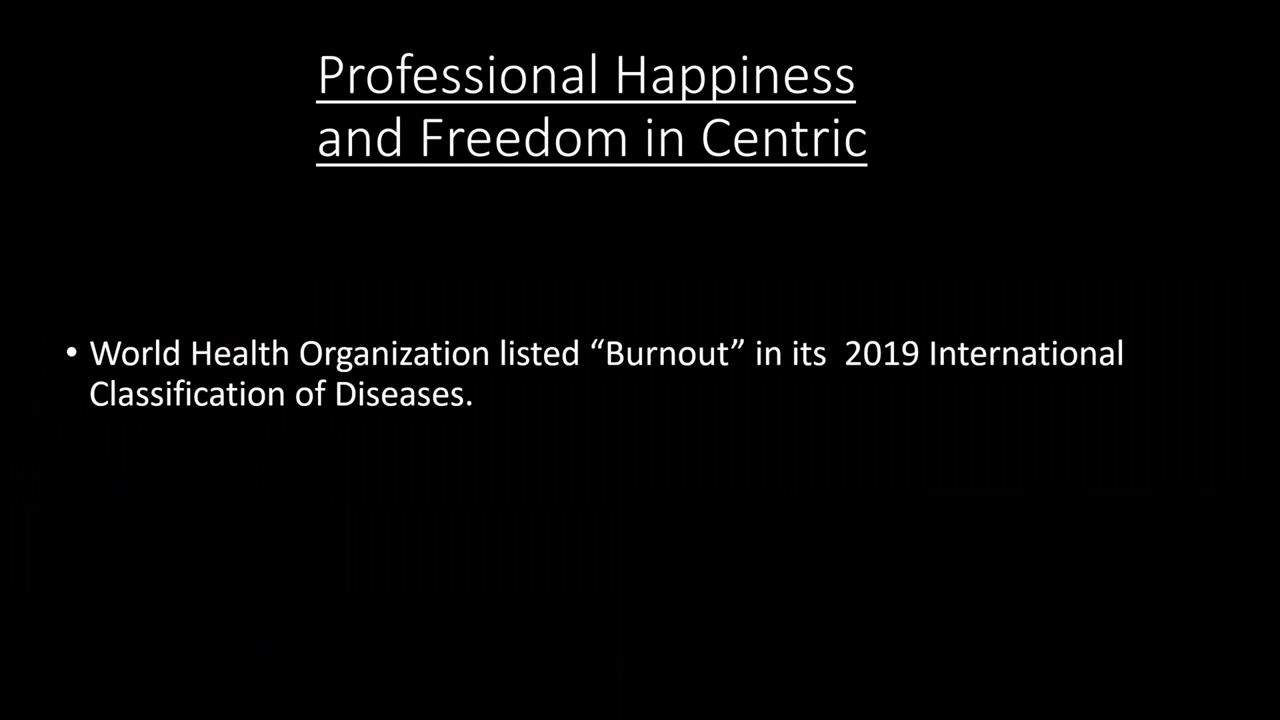 Professional Happiness
and Freedom in Centric
• World Health Organization listed “Burnout” in its  2019 International
Classification of Diseases.